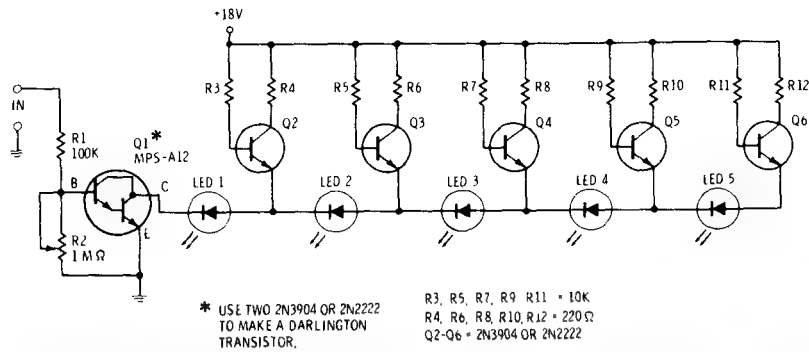 +18V
R3
R4
R5
R6
R7
R8
R9
R10
R11
R12
IN
R1
100K
Q1*
MPS-A12
Q2
Q3
Q4
Q5
Q6
B
C
E
LED 1
LED 2
LED 3
LED 4
LED 5
R2
1 MΩ
* USE TWO 2N3904 OR 2N2222
TO MAKE A DARLINGTON
TRANSISTOR.
R3, R5, R7, R9 R11 = 10K
R4, R6, R8, R10, R12 = 220Ω
Q2-Q6 = 2N3904 OR 2N2222